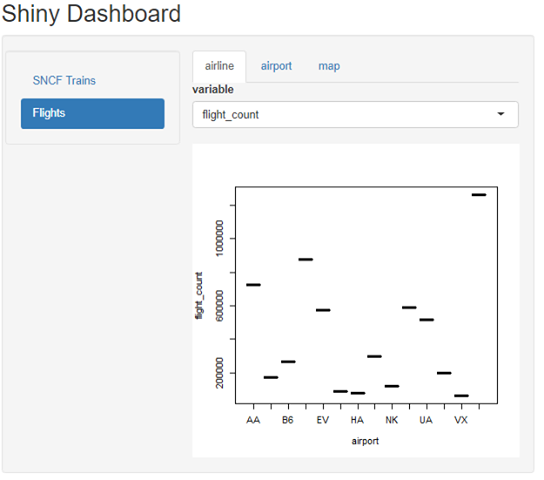 Shiny Dashboard
SNCF Trains
Flights
airline airport map
variable
flight_count
flight_count
1000000
600000
200000
AA B6 EV HA NK UA VX
airport